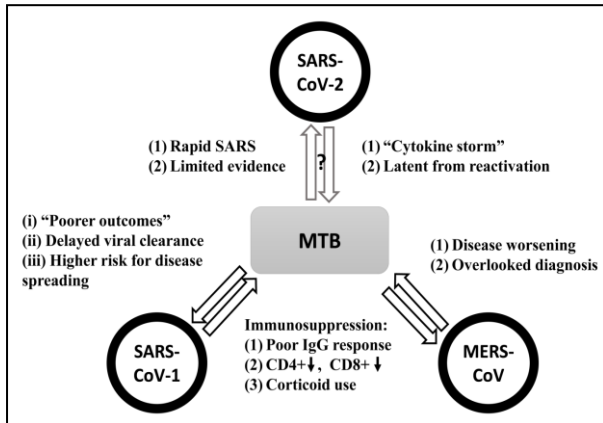 SARS-
CoV-2
(1) Rapid SARS
(2) Limited evidence
?
(1) “Cytokine storm”
(2) Latent from reactivation
(i) “Poorer outcomes”
(ii) Delayed viral clearance
(iii) Higher risk for disease
spreading
MTB
(1) Disease worsening
(2) Overlooked diagnosis
SARS-
CoV-1
Immunosuppression:
(1) Poor IgG response
(2) CD4+↓, CD8+ ↓
(3) Corticoid use
MERS-
CoV